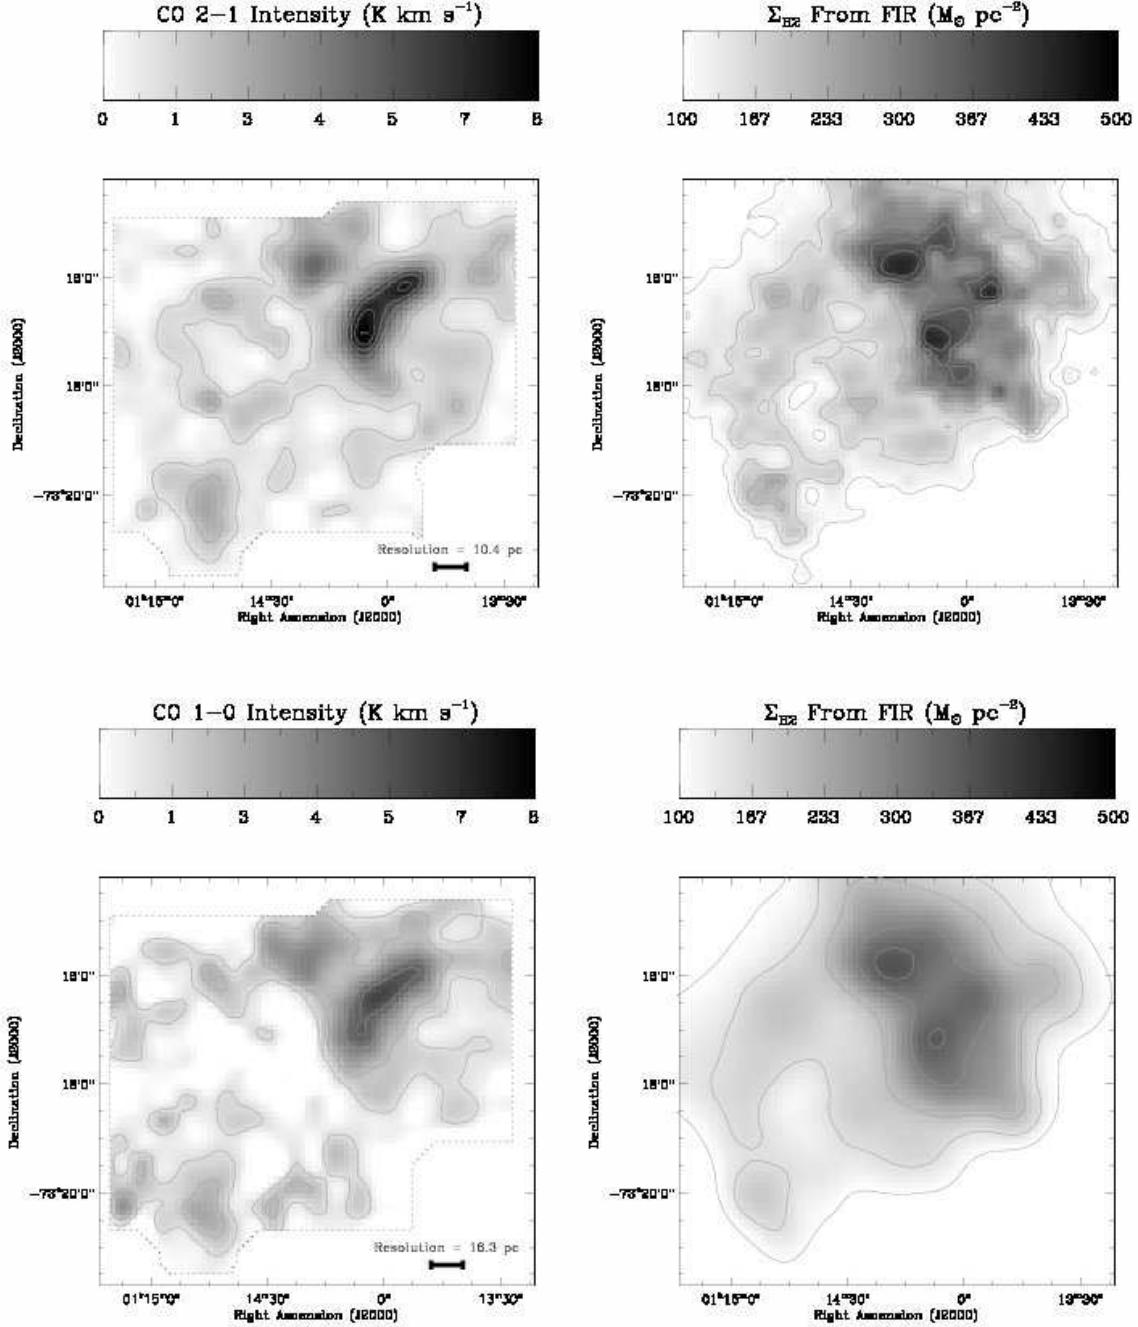 CO 2−1 Intensity (K km s⁻¹)
0 1 3 4 5 7 8
Σ_H2 From FIR (M_⊙ pc⁻²)
100 167 233 300 367 433 500
Declination (J2000)
16'0"
18'0"
−73°20'0"
Resolution = 10.4 pc
01ʰ15ᵐ0ˢ 14ᵐ30ˢ 0ˢ 13ᵐ30ˢ
Right Ascension (J2000)
Declination (J2000)
16'0"
18'0"
−73°20'0"
01ʰ15ᵐ0ˢ 14ᵐ30ˢ 0ˢ 13ᵐ30ˢ
Right Ascension (J2000)
CO 1−0 Intensity (K km s⁻¹)
0 1 3 4 5 7 8
Σ_H2 From FIR (M_⊙ pc⁻²)
100 167 233 300 367 433 500
Declination (J2000)
16'0"
18'0"
−73°20'0"
Resolution = 16.3 pc
01ʰ15ᵐ0ˢ 14ᵐ30ˢ 0ˢ 13ᵐ30ˢ
Right Ascension (J2000)
Declination (J2000)
16'0"
18'0"
−73°20'0"
01ʰ15ᵐ0ˢ 14ᵐ30ˢ 0ˢ 13ᵐ30ˢ
Right Ascension (J2000)